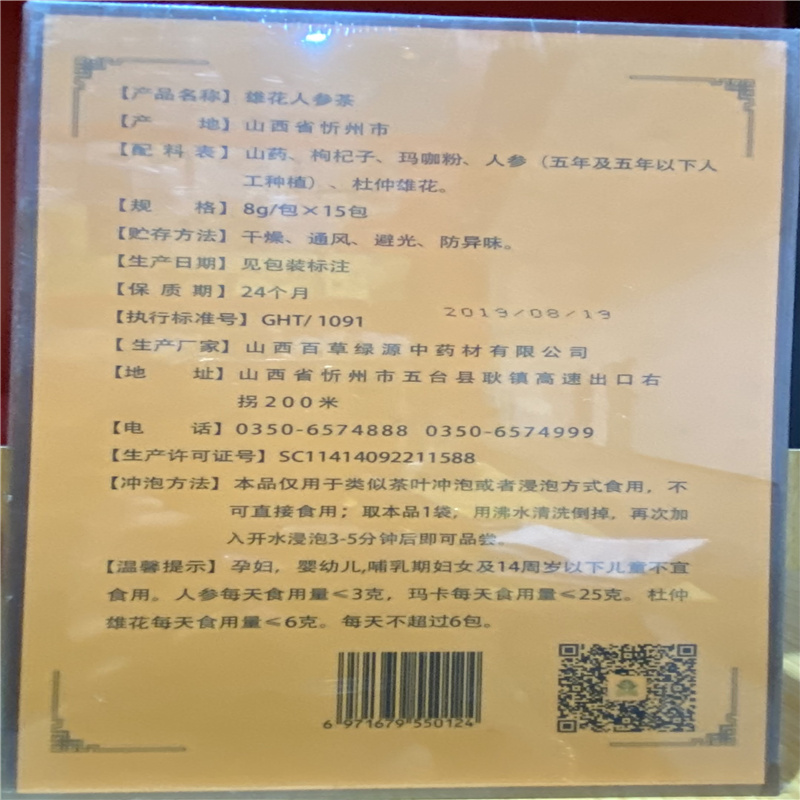 【产品名称】雄花人参茶
【产 地】山西省忻州市
【配料表】山药、枸杞子、玛咖粉、人参（五年及五年以下人
工种植）、杜仲雄花。
【规 格】8g/包×15包
【贮存方法】干燥、通风、避光、防异味。
【生产日期】见包装标注
【保质期】24个月
2019/08/19
【执行标准号】GHT/1091
【生产厂家】山西百草绿源中药材有限公司
【地 址】山西省忻州市五台县耿镇高速出口右
拐200米
【电 话】0350-6574888 0350-6574999
【生产许可证号】SC11414092211588
【冲泡方法】本品仅用于类似茶叶冲泡或者浸泡方式食用，不
可直接食用；取本品1袋，用沸水清洗倒掉，再次加
入开水浸泡3-5分钟后即可品尝。
【温馨提示】孕妇，婴幼儿,哺乳期妇女及14周岁以下儿童不宜
食用。人参每天食用量≤3克，玛卡每天食用量≤25克。杜仲
雄花每天食用量≤6克。每天不超过6包。
6 971679 550124